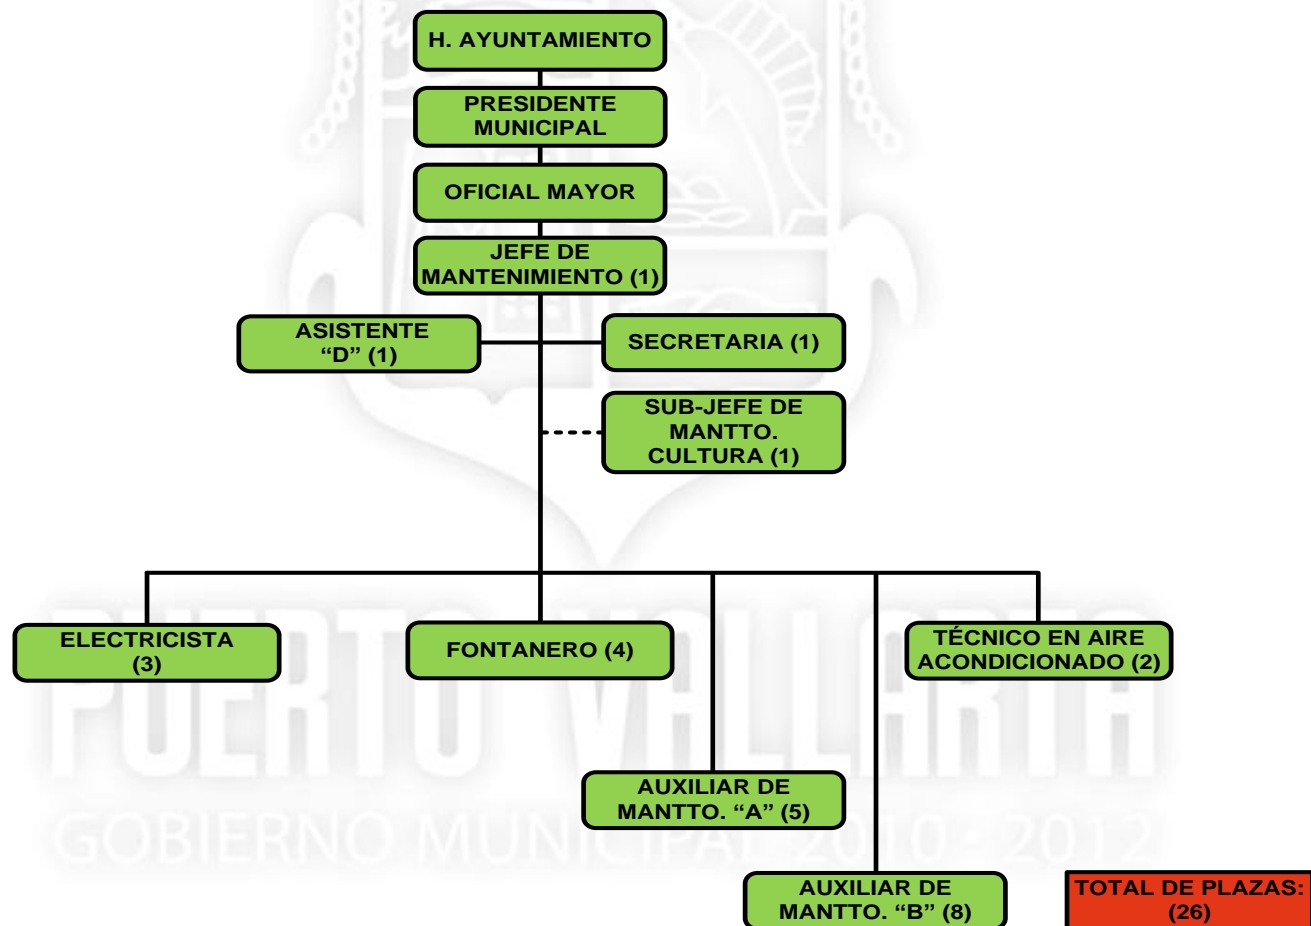 H. AYUNTAMIENTO
PRESIDENTE
MUNICIPAL
OFICIAL MAYOR
JEFE DE
MANTENIMIENTO (1)
ASISTENTE
“D” (1)
SECRETARIA (1)
SUB-JEFE DE
MANTTO.
CULTURA (1)
ELECTRICISTA
(3)
FONTANERO (4)
TÉCNICO EN AIRE
ACONDICIONADO (2)
PUERTO VALLARTA
AUXILIAR DE
MANTTO. “A” (5)
GOBIERNO MUNICIPAL 2010 - 2012
AUXILIAR DE
MANTTO. “B” (8)
TOTAL DE PLAZAS:
(26)